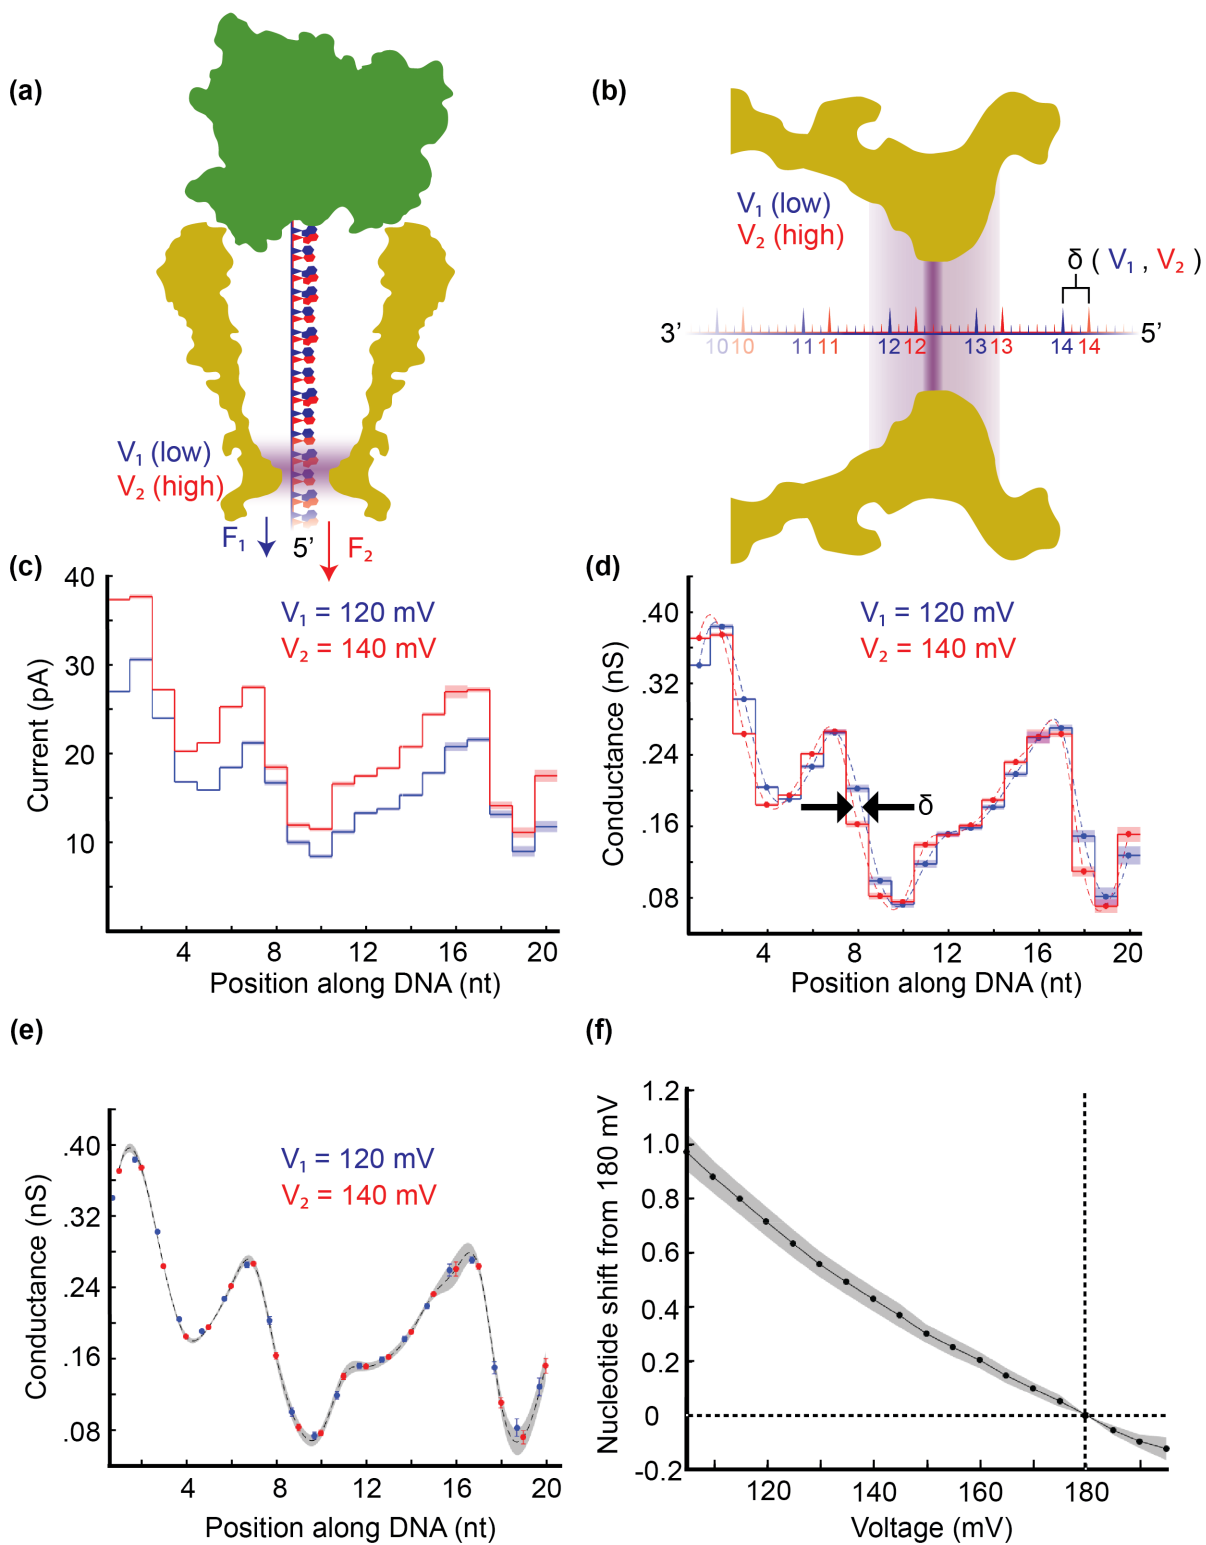 (a)
V₁ (low)
V₂ (high)
F₁
5’
F₂
(b)
V₁ (low)
V₂ (high)
δ ( V₁ , V₂ )
3’
5’
10 10 11 11 12 12 13 13 14 14
(c)
40
30
20
10
Current (pA)
V₁ = 120 mV
V₂ = 140 mV
4 8 12 16 20
Position along DNA (nt)
(d)
.40
.32
.24
.16
.08
Conductance (nS)
V₁ = 120 mV
V₂ = 140 mV
δ
4 8 12 16 20
Position along DNA (nt)
(e)
.40
.32
.24
.16
.08
Conductance (nS)
V₁ = 120 mV
V₂ = 140 mV
4 8 12 16 20
Position along DNA (nt)
(f)
1.2
1.0
0.8
0.6
0.4
0.2
0
-0.2
Nucleotide shift from 180 mV
120 140 160 180
Voltage (mV)